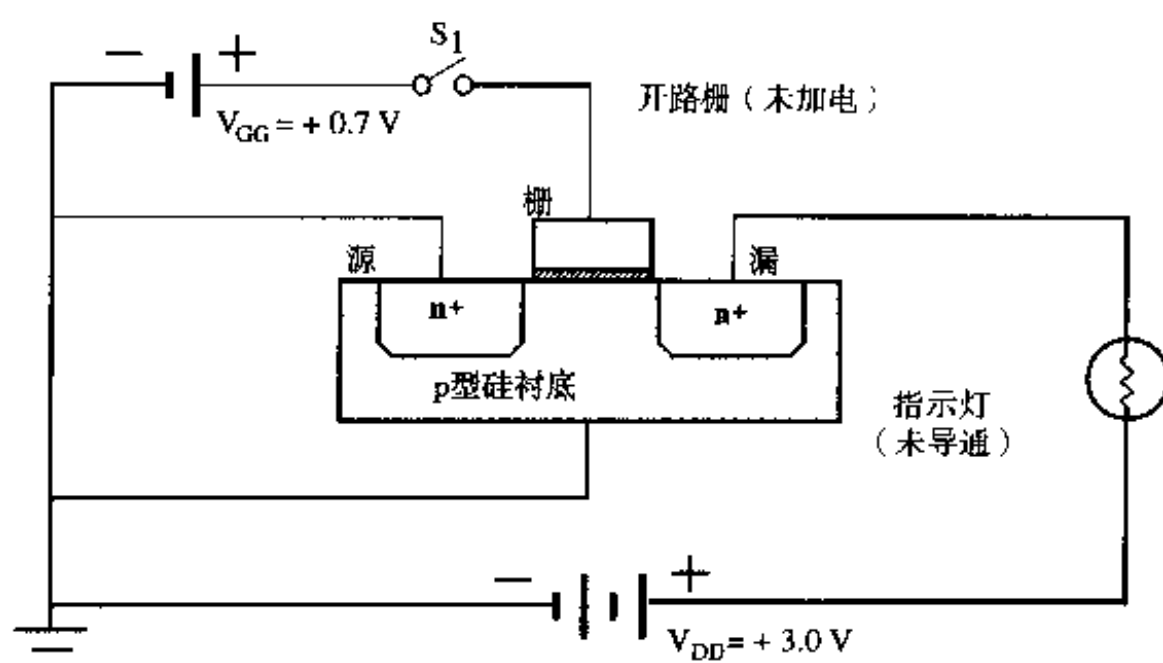 − +
S1
VGG = + 0.7 V
开路栅（未加电）
栅
源
漏
n+
n+
p型硅衬底
指示灯
（未导通）
− +
VDD = + 3.0 V